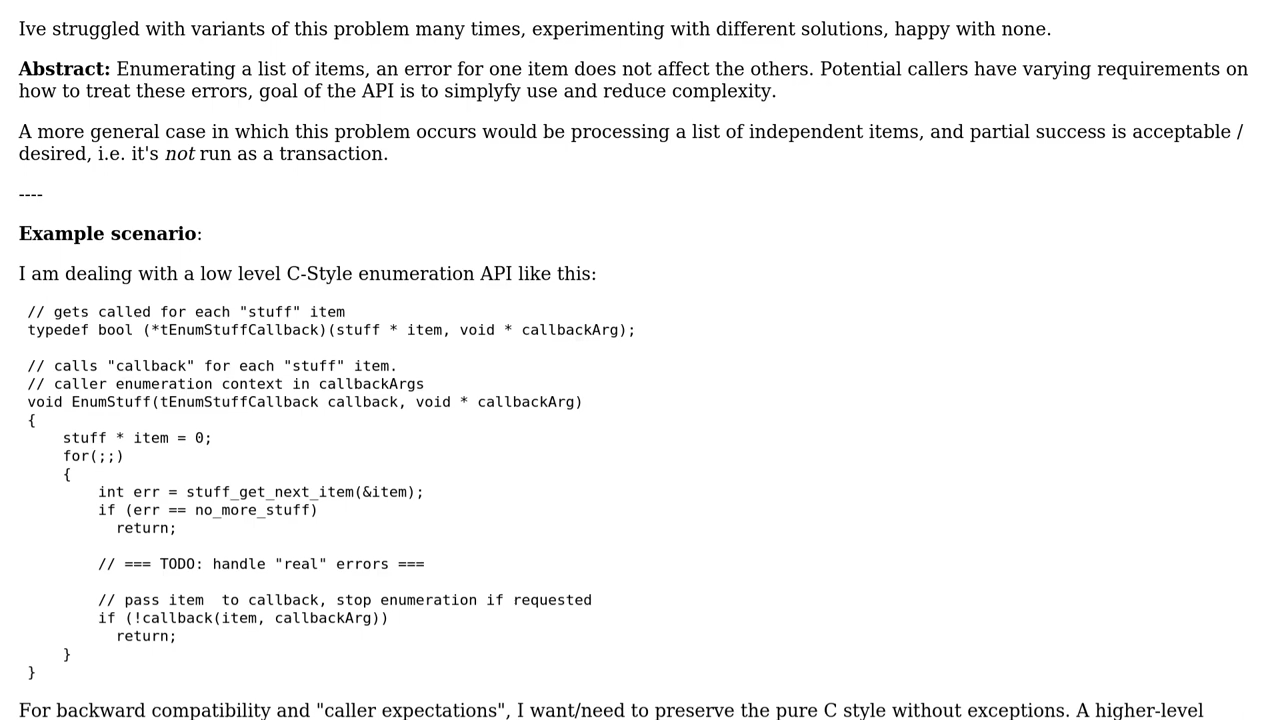 Ive struggled with variants of this problem many times, experimenting with different solutions, happy with none.
Abstract: Enumerating a list of items, an error for one item does not affect the others. Potential callers have varying requirements on
how to treat these errors, goal of the API is to simplyfy use and reduce complexity.
A more general case in which this problem occurs would be processing a list of independent items, and partial success is acceptable /
desired, i.e. it's not run as a transaction.
----
Example scenario:
I am dealing with a low level C-Style enumeration API like this:
// gets called for each "stuff" item
typedef bool (*tEnumStuffCallback)(stuff * item, void * callbackArg);
// calls "callback" for each "stuff" item.
// caller enumeration context in callbackArgs
void EnumStuff(tEnumStuffCallback callback, void * callbackArg)
{
    stuff * item = 0;
    for(;;)
    {
        int err = stuff_get_next_item(&item);
        if (err == no_more_stuff)
          return;
        // === TODO: handle "real" errors ===
        // pass item  to callback, stop enumeration if requested
        if (!callback(item, callbackArg))
          return;
    }
}
For backward compatibility and "caller expectations", I want/need to preserve the pure C style without exceptions. A higher-level